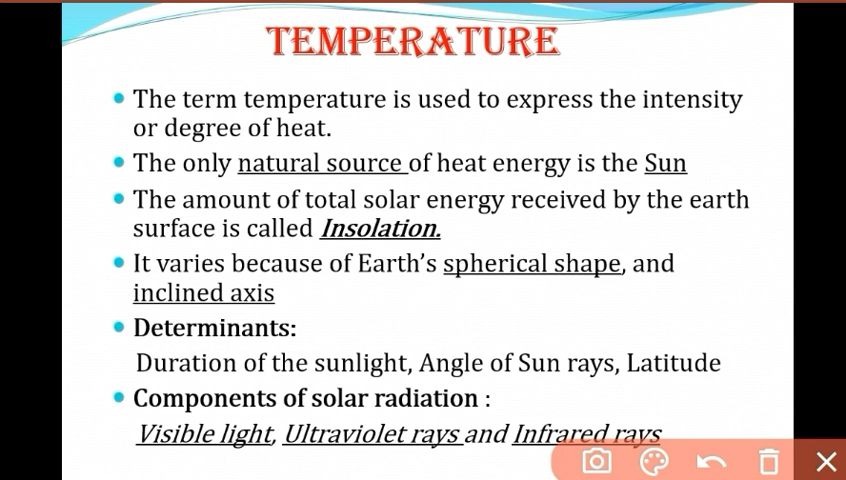 TEMPERATURE
The term temperature is used to express the intensity
or degree of heat.
The only natural source of heat energy is the Sun
The amount of total solar energy received by the earth
surface is called Insolation.
It varies because of Earth's spherical shape, and
inclined axis
Determinants:
Duration of the sunlight, Angle of Sun rays, Latitude
Components of solar radiation :
Visible light, Ultraviolet rays and Infrared rays